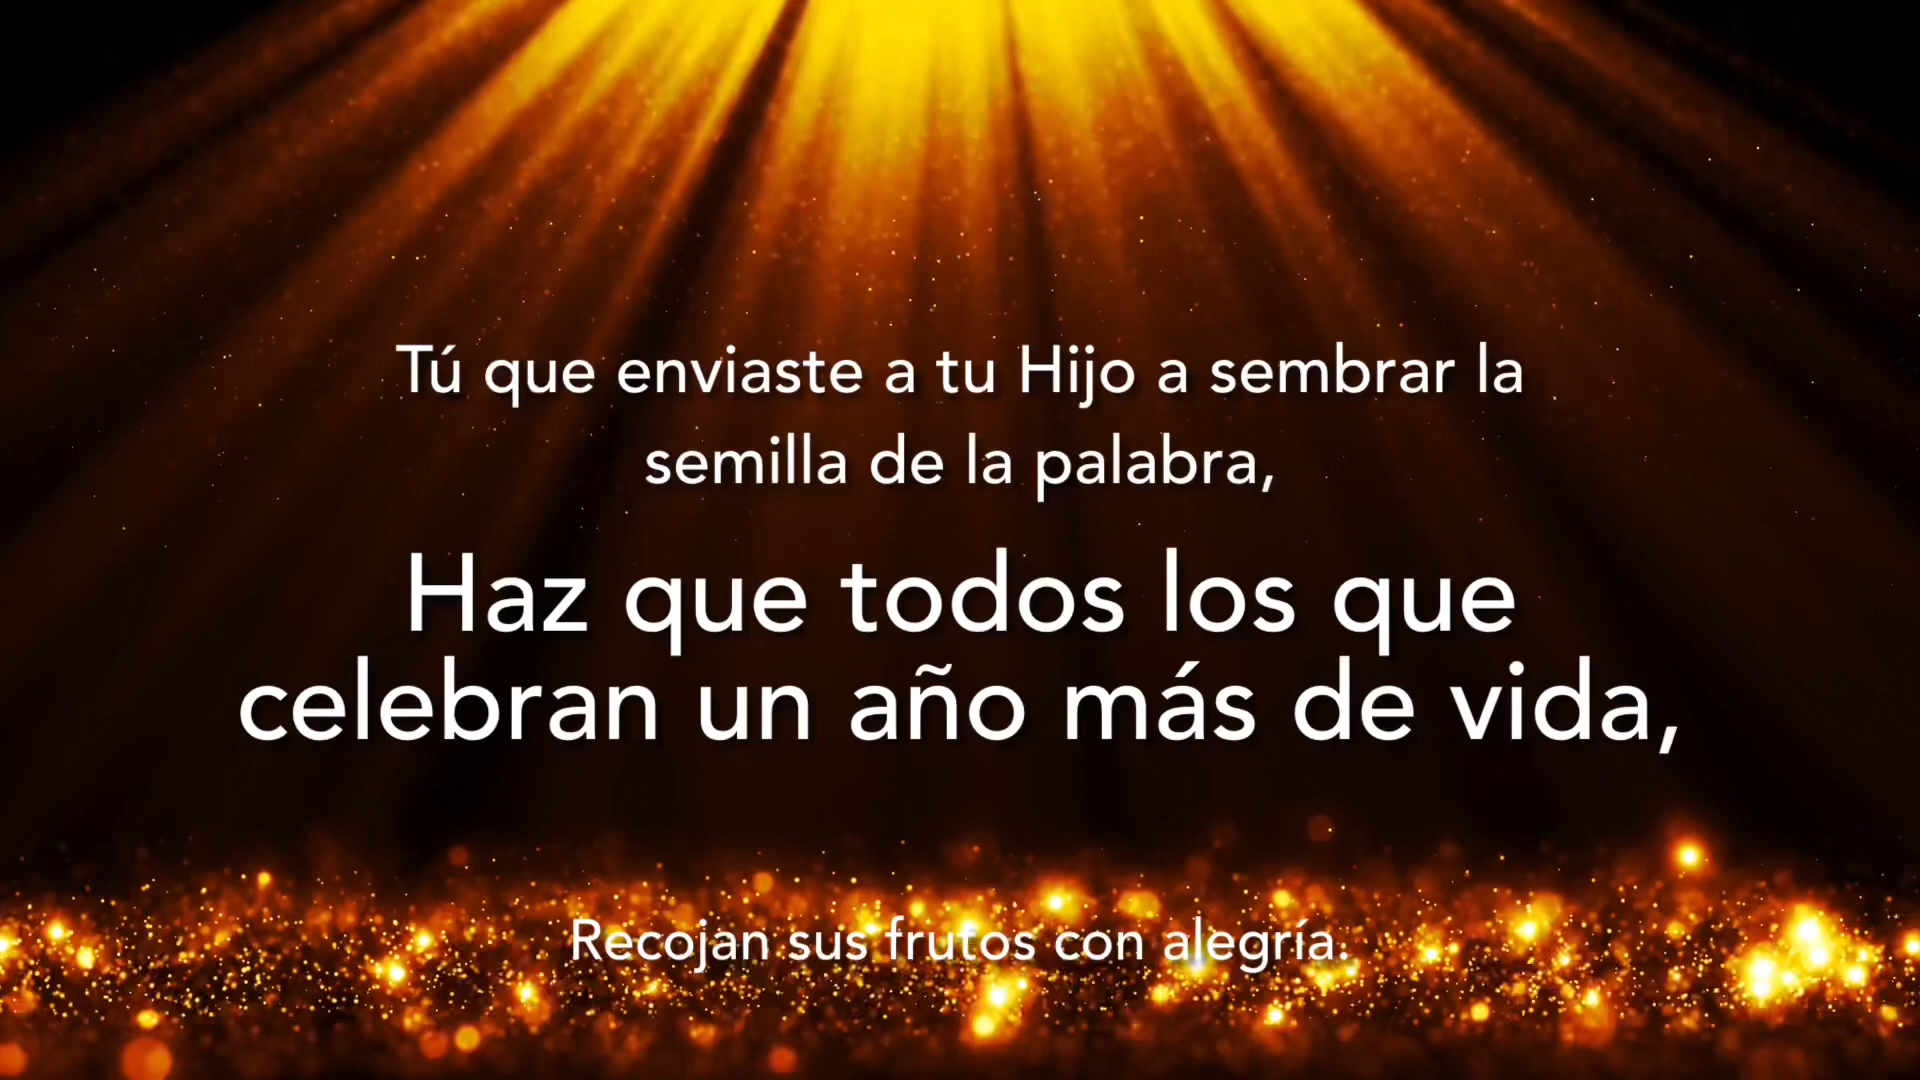 Tú que enviaste a tu Hijo a sembrar la
semilla de la palabra,
Haz que todos los que
celebran un año más de vida,
Recojan sus frutos con alegría.